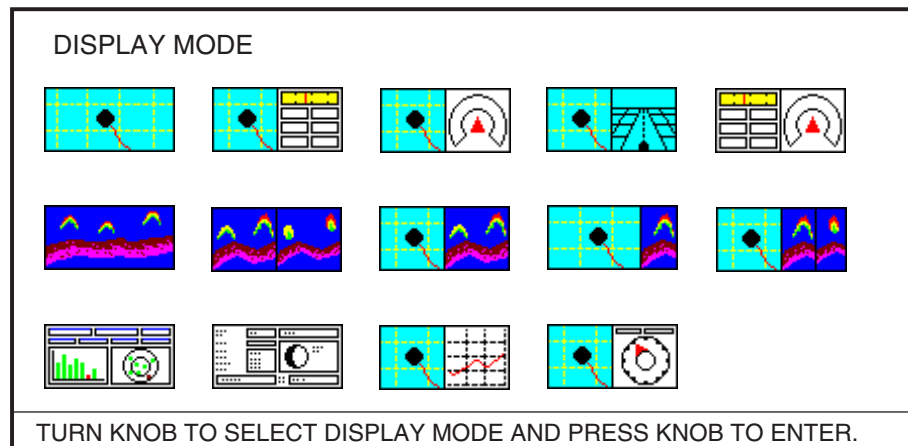 DISPLAY MODE
TURN KNOB TO SELECT DISPLAY MODE AND PRESS KNOB TO ENTER.